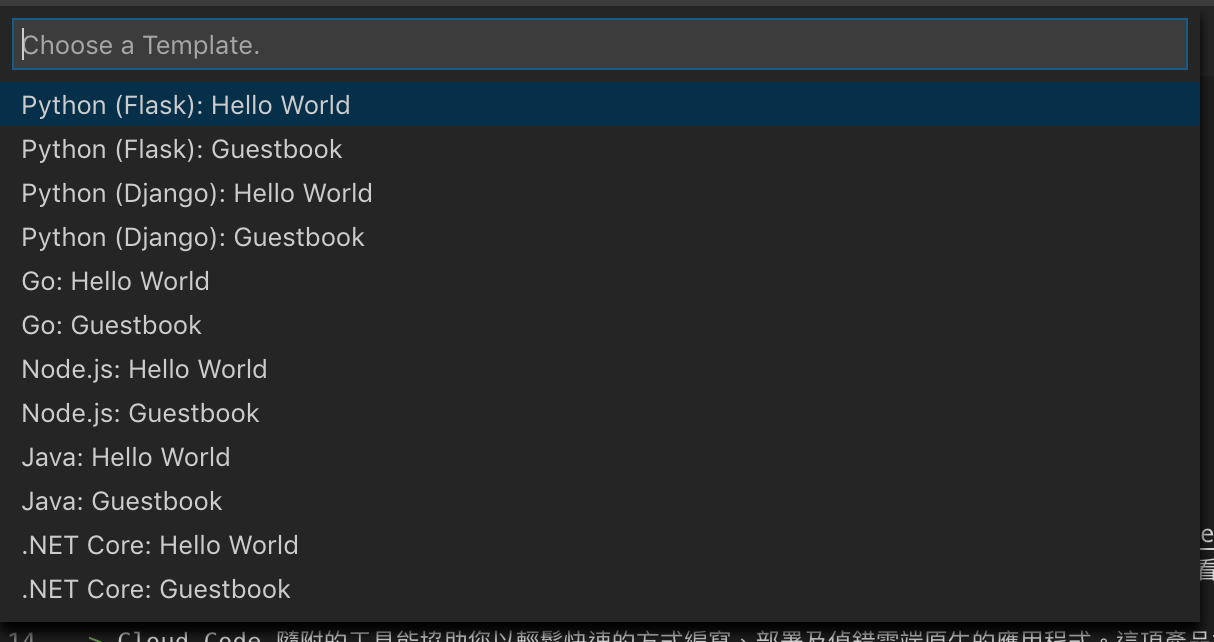 Choose a Template.
Python (Flask): Hello World
Python (Flask): Guestbook
Python (Django): Hello World
Python (Django): Guestbook
Go: Hello World
Go: Guestbook
Node.js: Hello World
Node.js: Guestbook
Java: Hello World
Java: Guestbook
.NET Core: Hello World
e
.NET Core: Guestbook
看
14 > Cloud Code 隨附的工具能協助您以輕鬆快速的方式編寫、部署及偵錯雲端原生的應用程式。這項產品